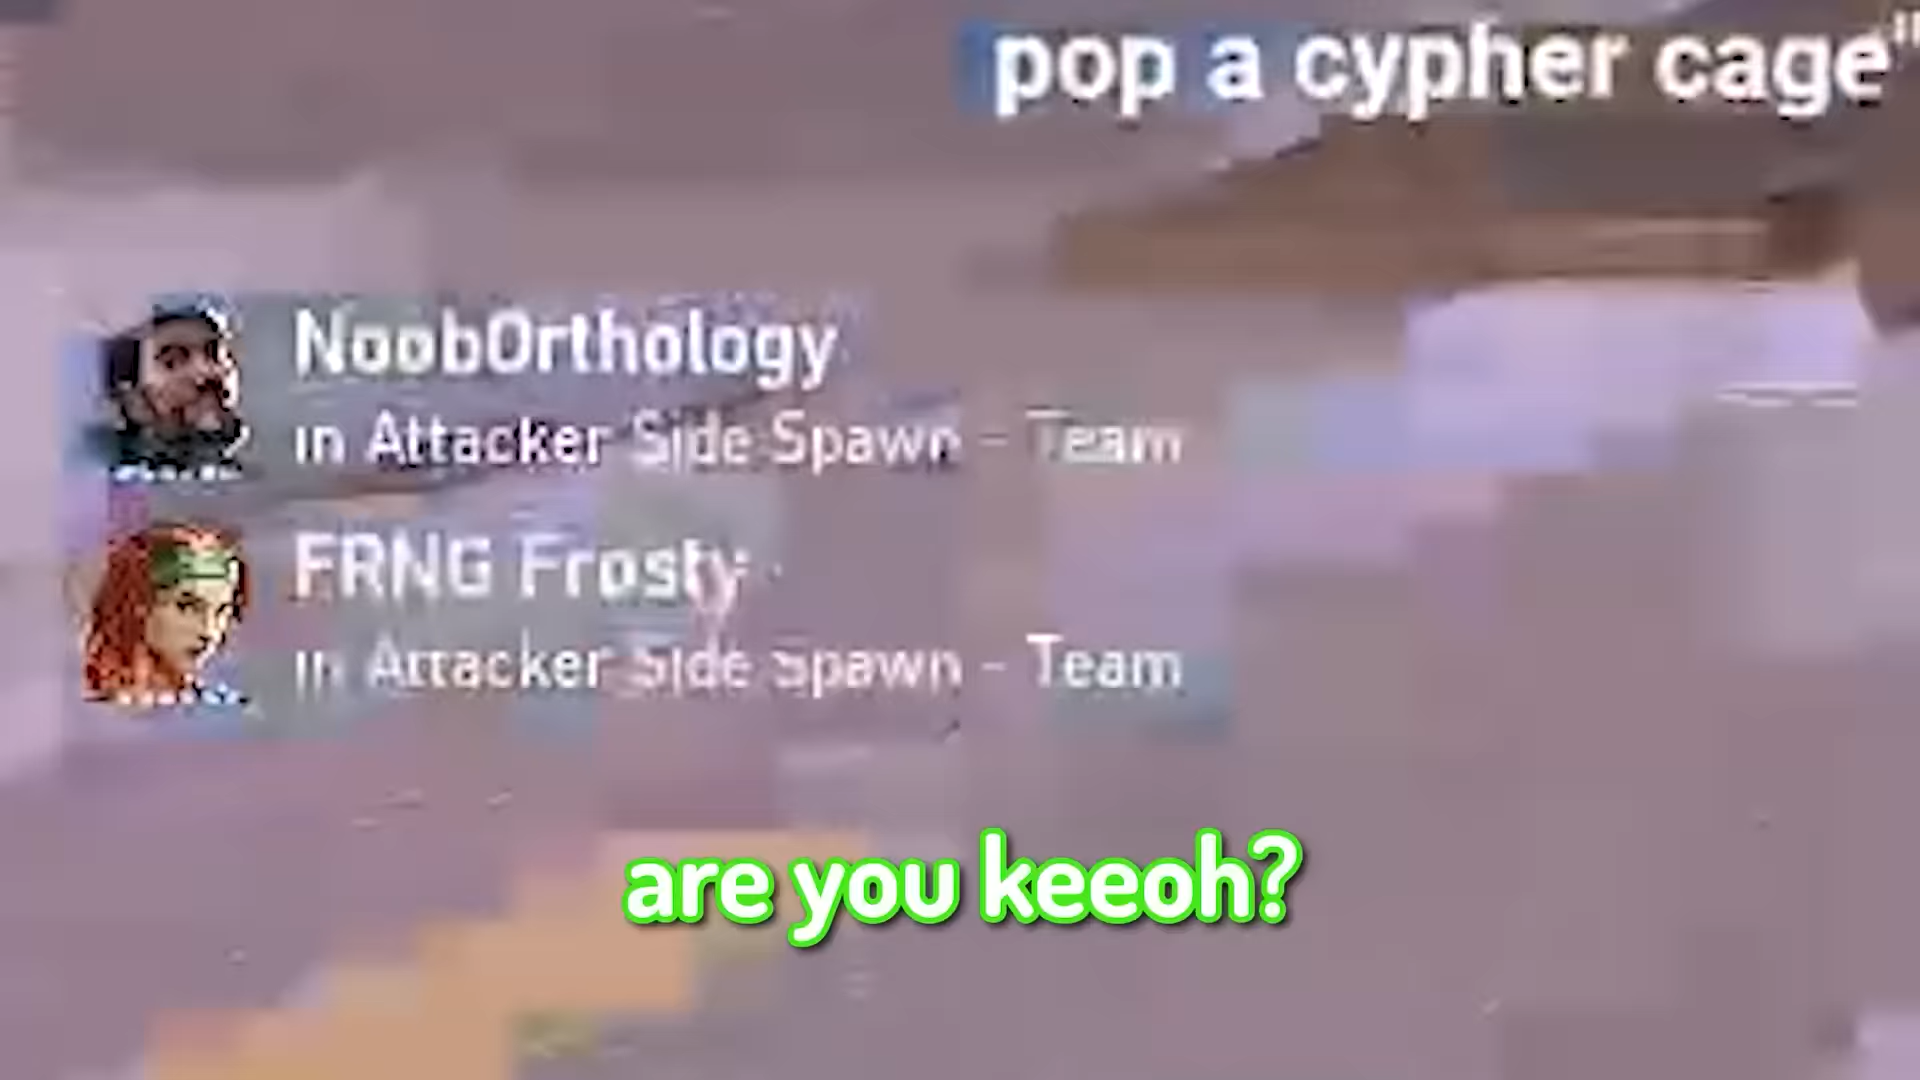 pop a cypher cage"
NoobOrthology
in Attacker Side Spawn - Team
FRNG Frosty
in Attacker Side Spawn - Team
are you keeoh?